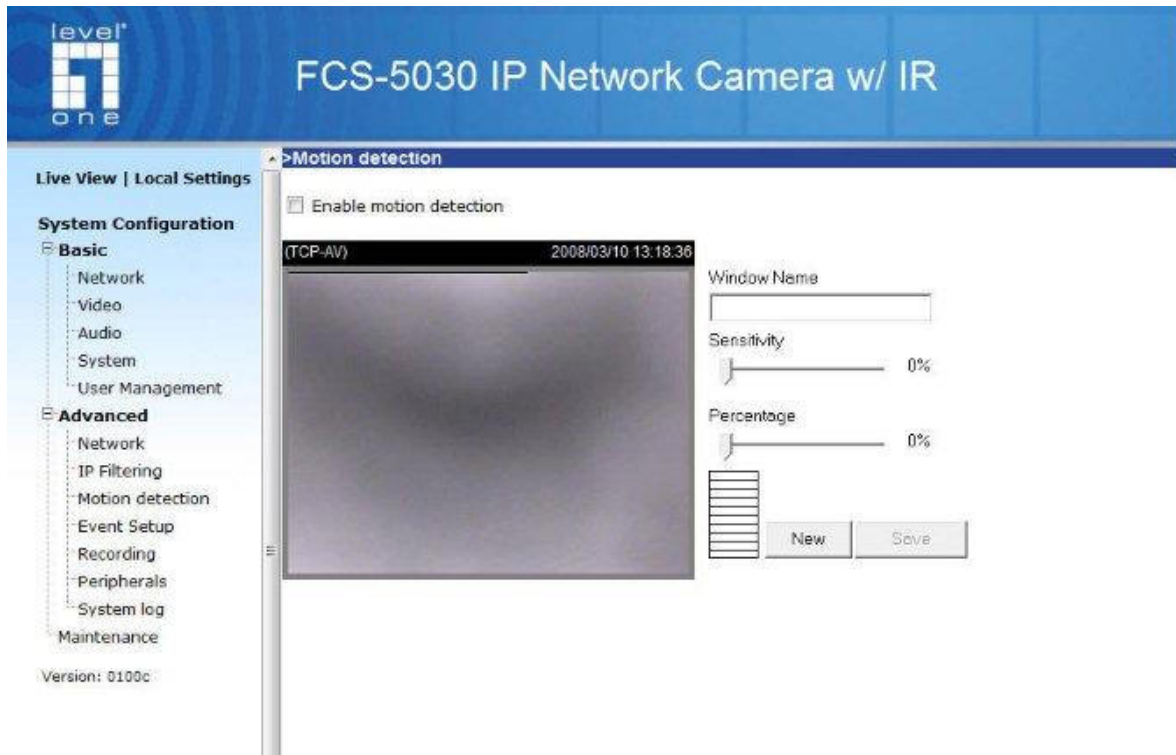 level one
FCS-5030 IP Network Camera w/ IR
Live View | Local Settings
System Configuration
Basic
Network
Video
Audio
System
User Management
Advanced
Network
IP Filtering
Motion detection
Event Setup
Recording
Peripherals
System log
Maintenance
Version: 0100c
>Motion detection
Enable motion detection
(TCP-AV) 2008/03/10 13:18:36
Window Name
Sensitivity
0%
Percentage
0%
New
Save